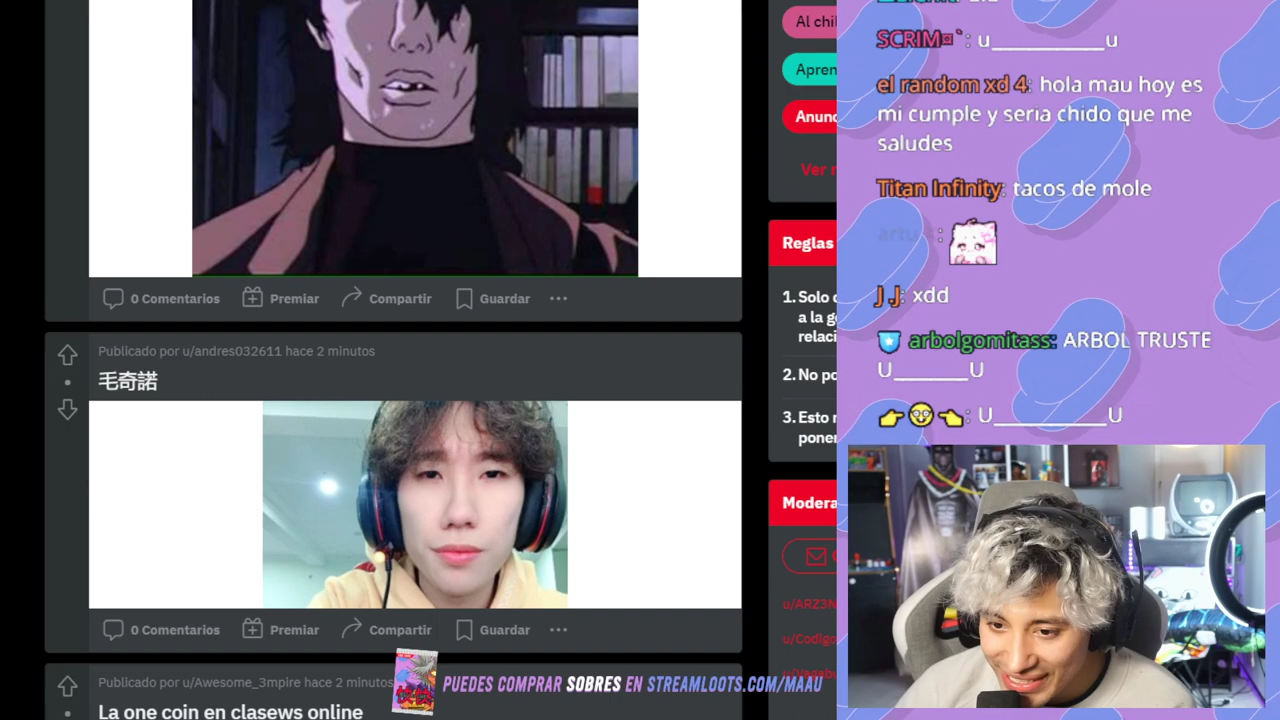 0 Comentarios
Premiar
Compartir
Guardar
Publicado por u/andres032611 hace 2 minutos
毛奇諾
0 Comentarios
Premiar
Compartir
Guardar
Publicado por u/Awesome_3mpire hace 2 minutos
La one coin en clasews online
PUEDES COMPRAR SOBRES EN STREAMLOOTS.COM/MAAU
Al chil
Apren
Anunc
Ver
Reglas
1. Solo
a la
relaci
2. No po
3. Esto
poner
Modera
u/ARZ3N
u/Codigo
SCRIM¤`: u__________u
el random xd 4: hola mau hoy es
mi cumple y seria chido que me
saludes
Titan Infinity: tacos de mole
:
J .J: xdd
arbolgomitass: ARBOL TRUSTE
U_______U
👉🤓👈: U___________U